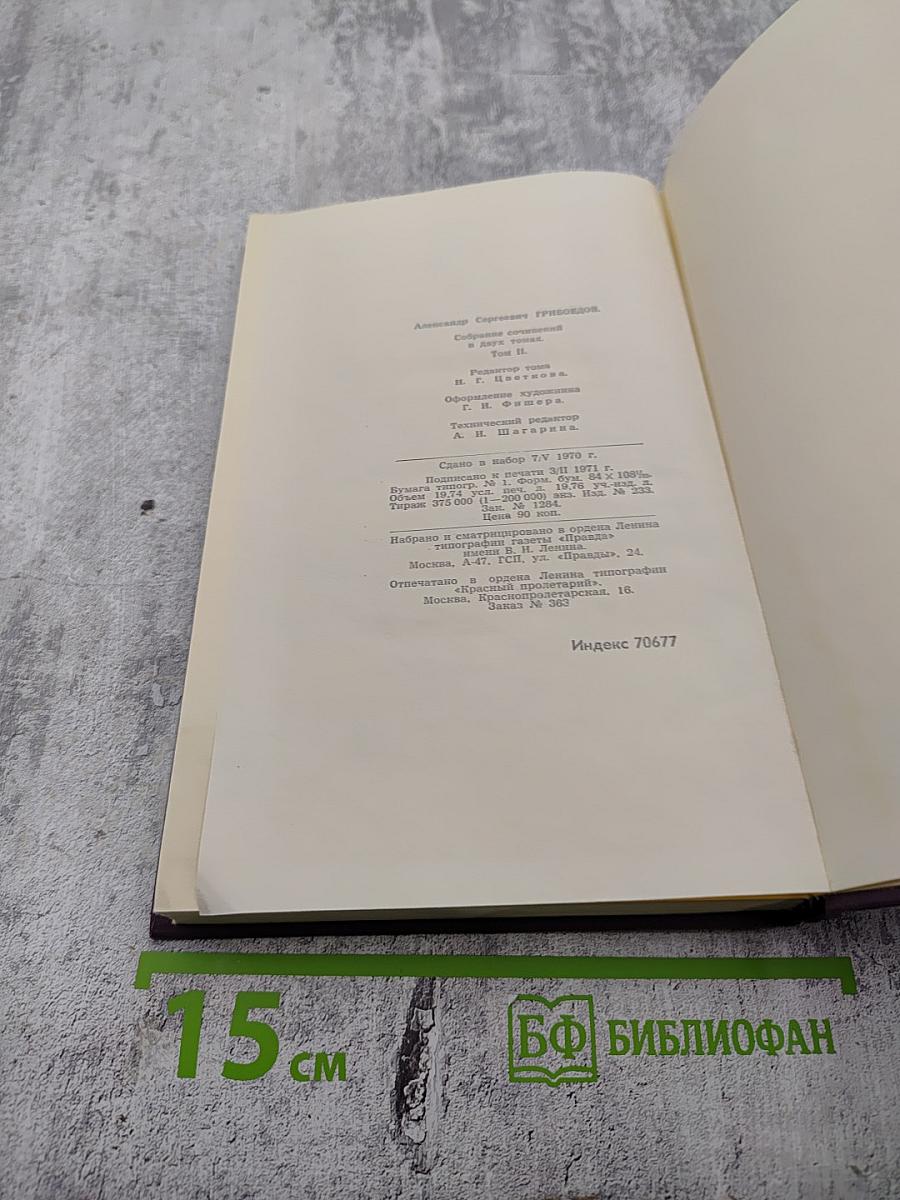 Александр Сергеевич ГРИБОЕДОВ.
Собрание сочинений
в двух томах.
Том II.
Редактор тома
Н. Г. Цветкова.
Оформление художника
Г. И. Фишера.
Технический редактор
А. И. Шагарина.
Сдано в набор 7/V 1970 г.
Подписано к печати 3/II 1971 г.
Бумага типогр. № 1. Форм. бум. 84 × 108¹/₃₂.
Объем 19,74 усл. печ. л. 19,76 уч.-изд. л.
Тираж 375 000 (1—200 000) экз. Изд. № 233.
Зак. № 1284.
Цена 90 коп.
Набрано и сматрицировано в ордена Ленина
типографии газеты «Правда»
имени В. И. Ленина.
Москва, А-47, ГСП, ул. «Правды», 24.
Отпечатано в ордена Ленина типографии
«Красный пролетарий».
Москва, Краснопролетарская, 16.
Заказ № 363
Индекс 70677
15 см
БФ БИБЛИОФАН